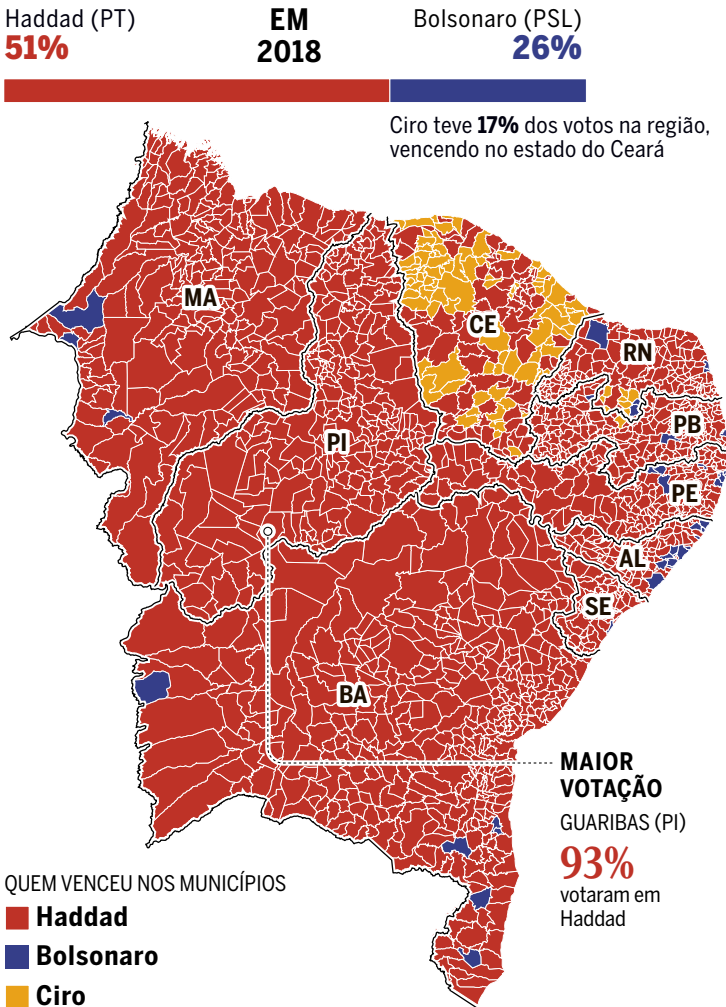 Haddad (PT)
51%
EM
2018
Bolsonaro (PSL)
26%
Ciro teve 17% dos votos na região,
vencendo no estado do Ceará
MA
CE
RN
PI
PB
PE
AL
SE
BA
MAIOR
VOTAÇÃO
GUARIBAS (PI)
93%
votaram em
Haddad
QUEM VENCEU NOS MUNICÍPIOS
Haddad
Bolsonaro
Ciro